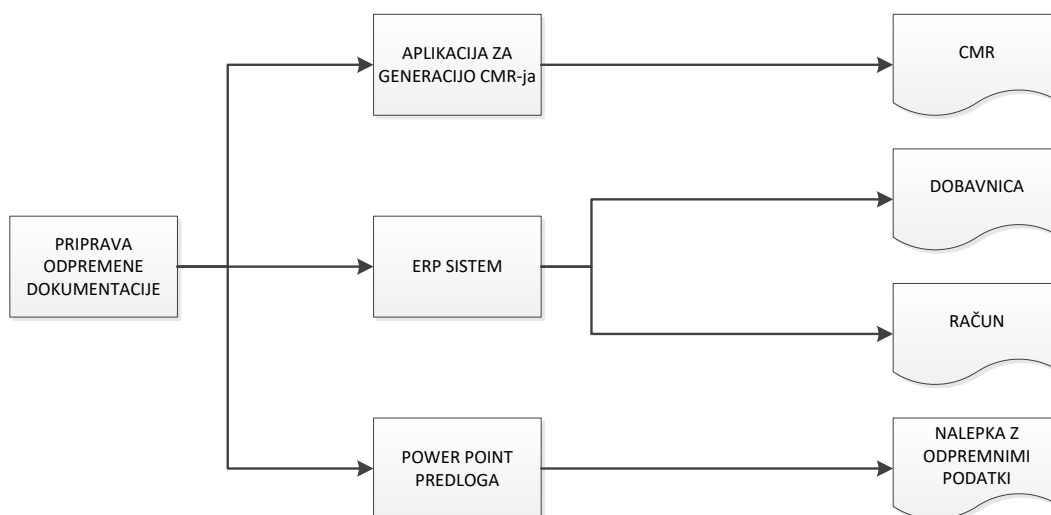 APLIKACIJA ZA
GENERACIJO CMR-ja
CMR
DOBAVNICA
PRIPRAVA
ODPREMENE
DOKUMENTACIJE
ERP SISTEM
RAČUN
POWER POINT
PREDLOGA
NALEPKA Z
ODPREMNIMI
PODATKI